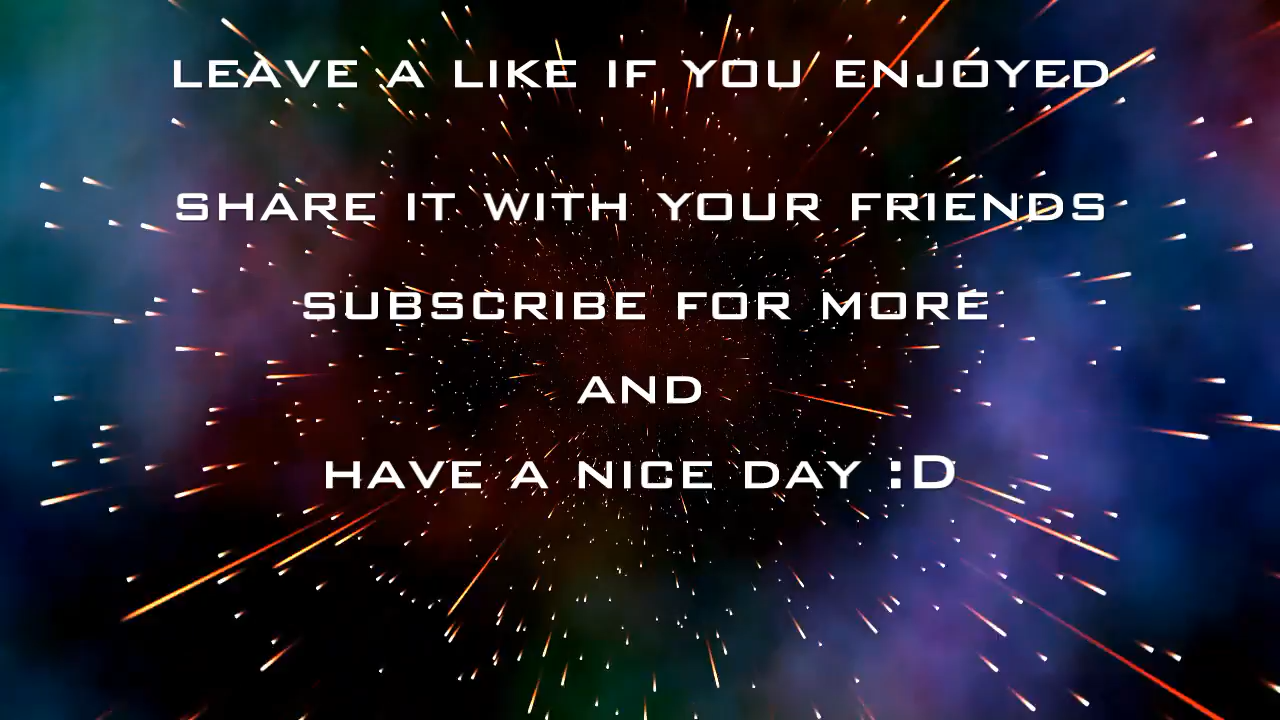 LEAVE A LIKE IF YOU ENJOYED
SHARE IT WITH YOUR FRIENDS
SUBSCRIBE FOR MORE
AND
HAVE A NICE DAY :D